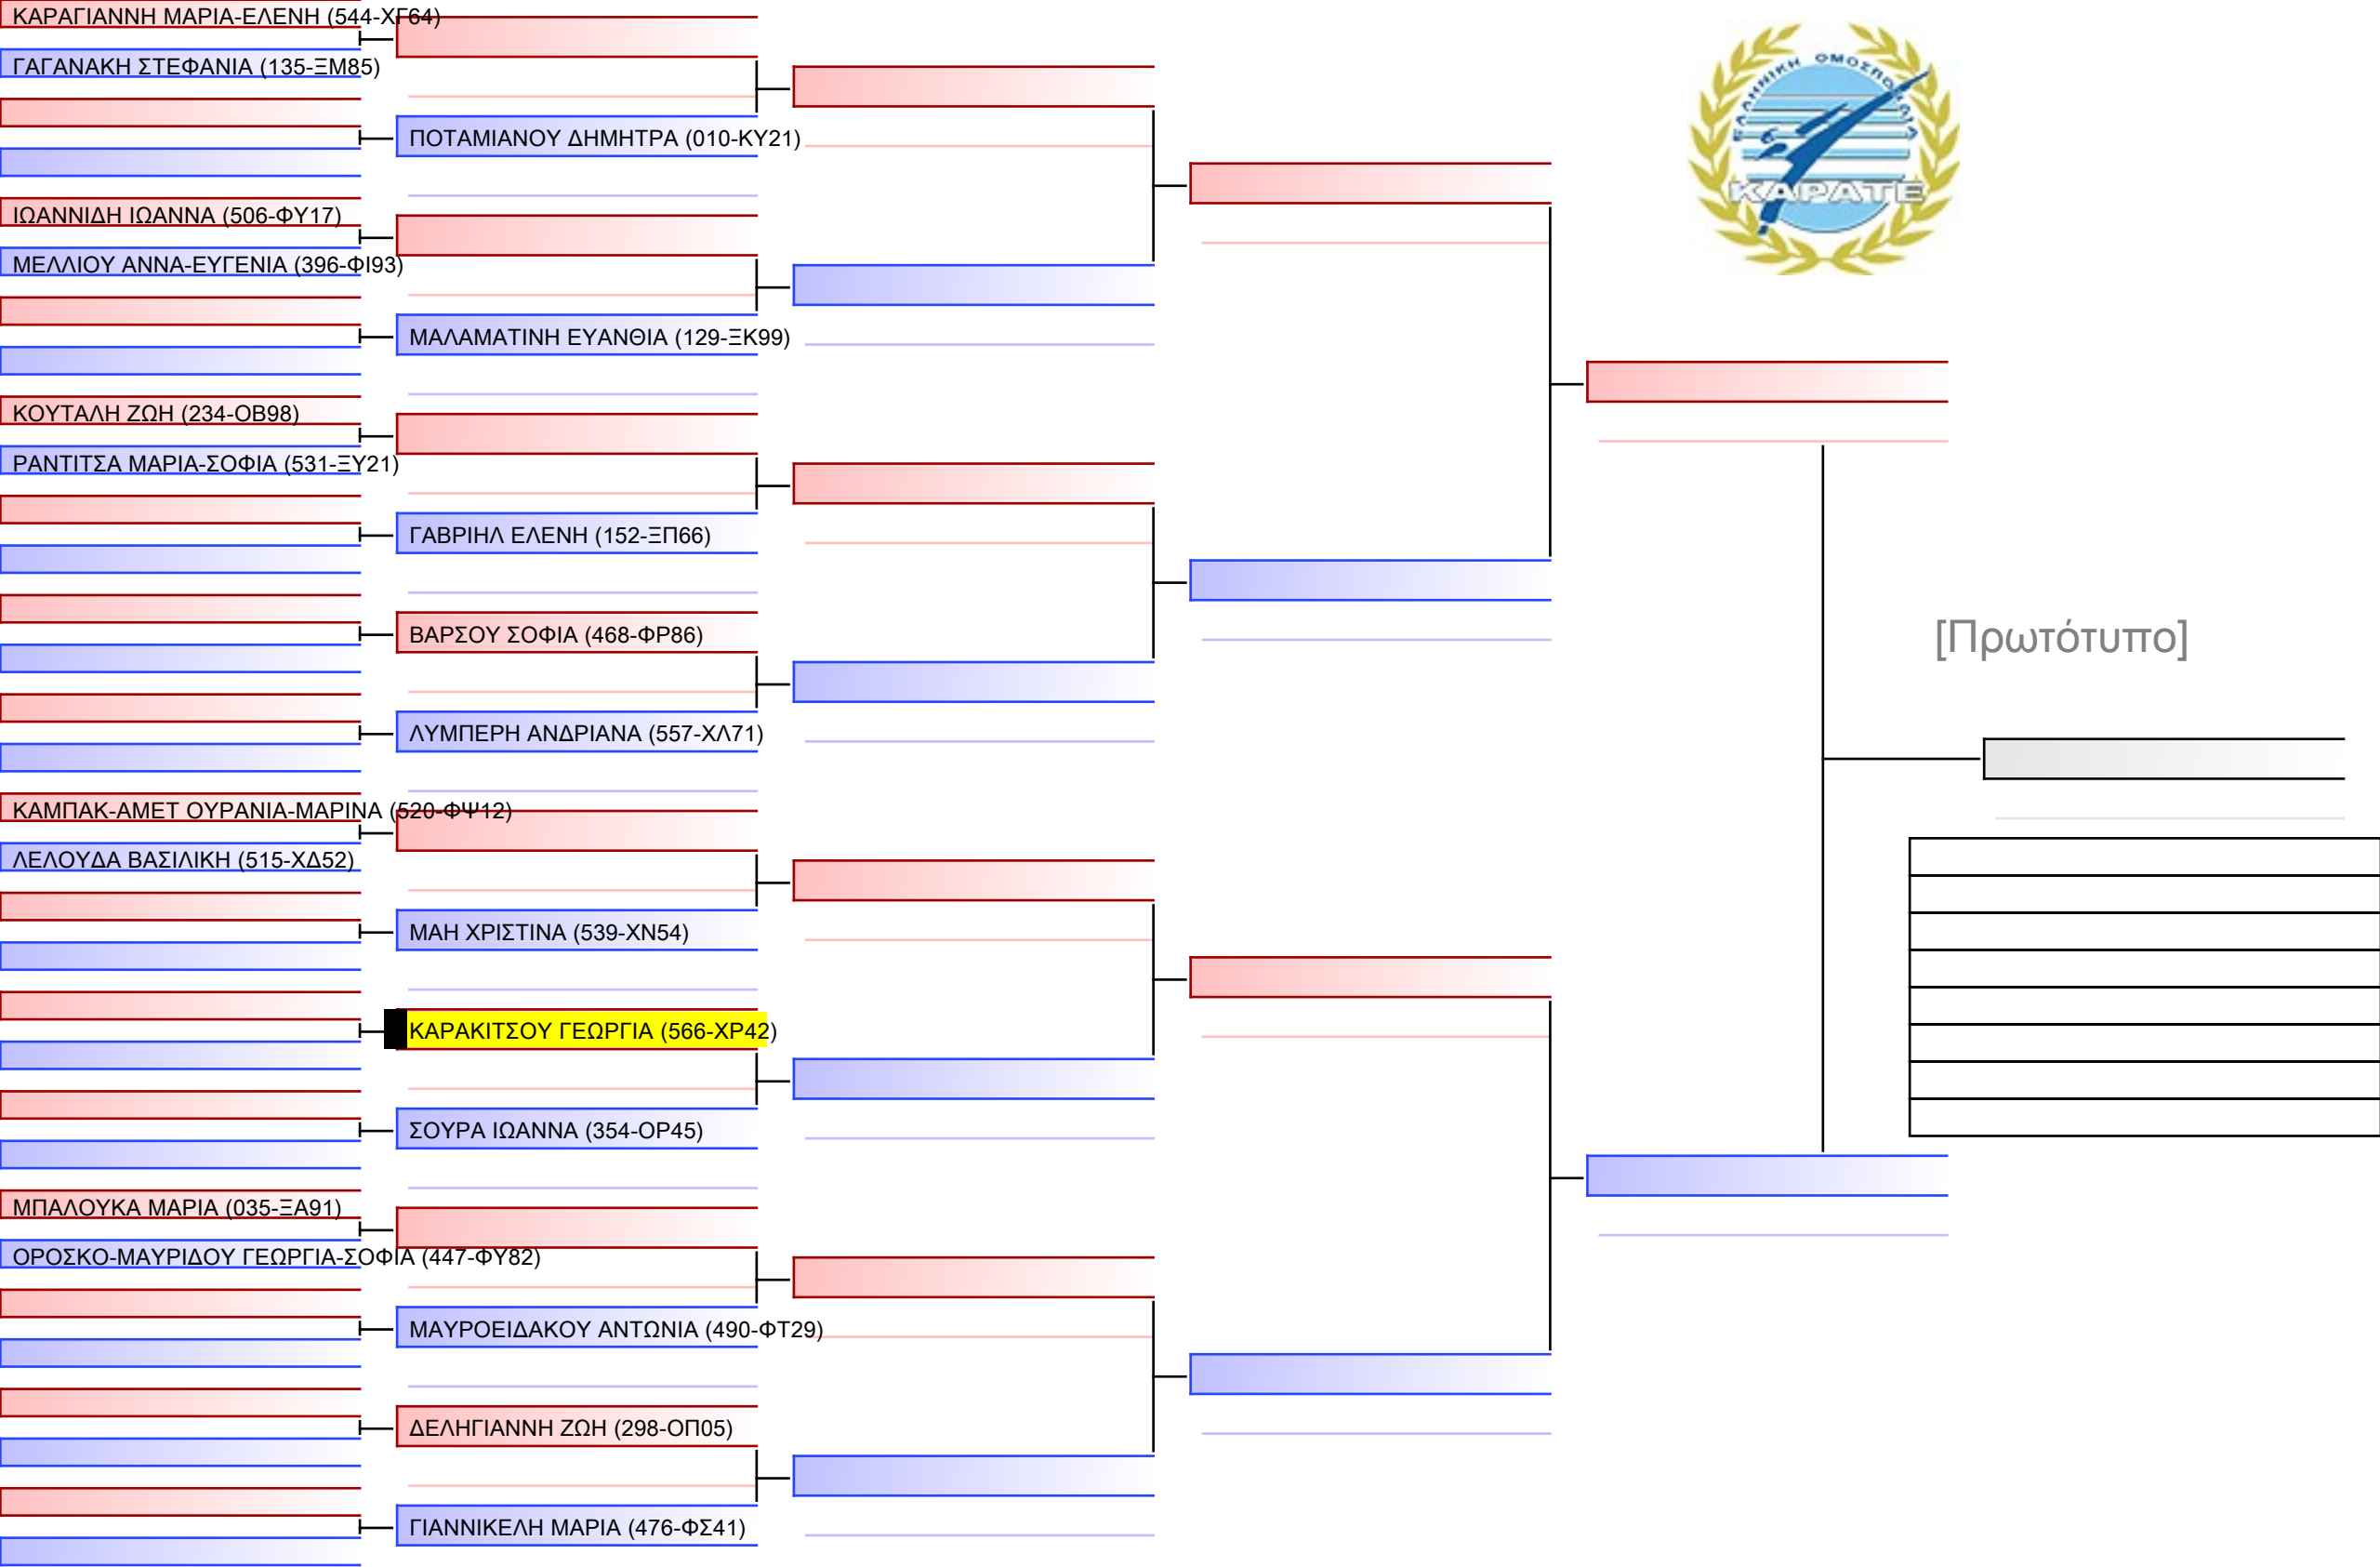 ΚΑΡΑΓΙΑΝΝΗ ΜΑΡΙΑ-ΕΛΕΝΗ (544-ΧΓ64)
ΓΑΓΑΝΑΚΗ ΣΤΕΦΑΝΙΑ (135-ΞΜ85)
ΠΟΤΑΜΙΑΝΟΥ ΔΗΜΗΤΡΑ (010-ΚΥ21)
ΙΩΑΝΝΙΔΗ ΙΩΑΝΝΑ (506-ΦΥ17)
ΜΕΛΛΙΟΥ ΑΝΝΑ-ΕΥΓΕΝΙΑ (396-ΦΙ93)
ΜΑΛΑΜΑΤΙΝΗ ΕΥΑΝΘΙΑ (129-ΞΚ99)
ΚΟΥΤΑΛΗ ΖΩΗ (234-ΟΒ98)
ΡΑΝΤΙΤΣΑ ΜΑΡΙΑ-ΣΟΦΙΑ (531-ΞΥ21)
ΓΑΒΡΙΗΛ ΕΛΕΝΗ (152-ΞΠ66)
ΒΑΡΣΟΥ ΣΟΦΙΑ (468-ΦΡ86)
ΛΥΜΠΕΡΗ ΑΝΔΡΙΑΝΑ (557-ΧΛ71)
ΚΑΜΠΑΚ-ΑΜΕΤ ΟΥΡΑΝΙΑ-ΜΑΡΙΝΑ (520-ΦΨ12)
ΛΕΛΟΥΔΑ ΒΑΣΙΛΙΚΗ (515-ΧΔ52)
ΜΑΗ ΧΡΙΣΤΙΝΑ (539-ΧΝ54)
ΚΑΡΑΚΙΤΣΟΥ ΓΕΩΡΓΙΑ (566-ΧΡ42)
ΣΟΥΡΑ ΙΩΑΝΝΑ (354-ΟΡ45)
ΜΠΑΛΟΥΚΑ ΜΑΡΙΑ (035-ΞΑ91)
ΟΡΟΣΚΟ-ΜΑΥΡΙΔΟΥ ΓΕΩΡΓΙΑ-ΣΟΦΙΑ (447-ΦΥ82)
ΜΑΥΡΟΕΙΔΑΚΟΥ ΑΝΤΩΝΙΑ (490-ΦΤ29)
ΔΕΛΗΓΙΑΝΝΗ ΖΩΗ (298-ΟΠ05)
ΓΙΑΝΝΙΚΕΛΗ ΜΑΡΙΑ (476-ΦΣ41)
ΕΛΛΗΝΙΚΗ ΟΜΟΣΠΟΝΔΙΑ
ΚΑΡΑΤΕ
[Πρωτότυπο]